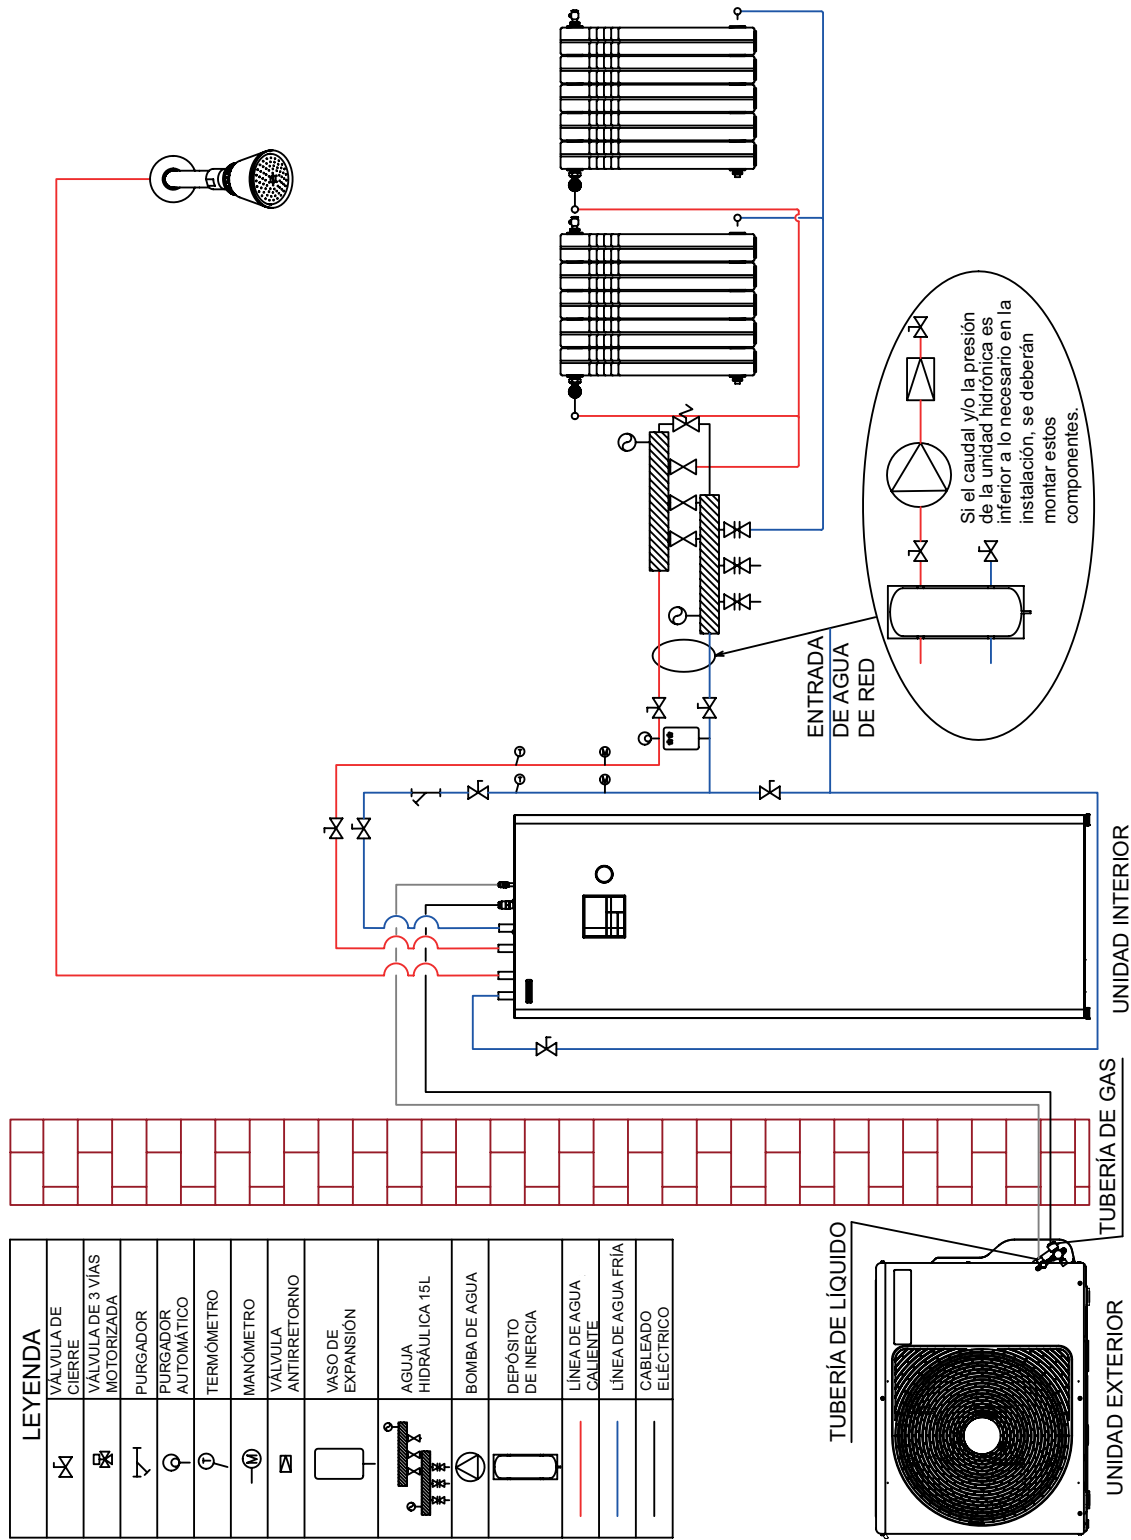 LEYENDA
VÁLVULA DE
CIERRE
VÁLVULA DE 3 VÍAS
MOTORIZADA
PURGADOR
PURGADOR
AUTOMÁTICO
T
TERMÓMETRO
M
MANÓMETRO
VÁLVULA
ANTIRRETORNO
VASO DE
EXPANSIÓN
AGUJA
HIDRÁULICA 15L
BOMBA DE AGUA
DEPÓSITO
DE INERCIA
LÍNEA DE AGUA
CALIENTE
LÍNEA DE AGUA FRÍA
CABLEADO
ELÉCTRICO
TUBERÍA DE LÍQUIDO
TUBERÍA DE GAS
UNIDAD EXTERIOR
UNIDAD INTERIOR
T
T
M
M
ENTRADA
DE AGUA
DE RED
Si el caudal y/o la presión
de la unidad hidrónica es
inferior a lo necesario en la
instalación, se deberán
montar estos
componentes.